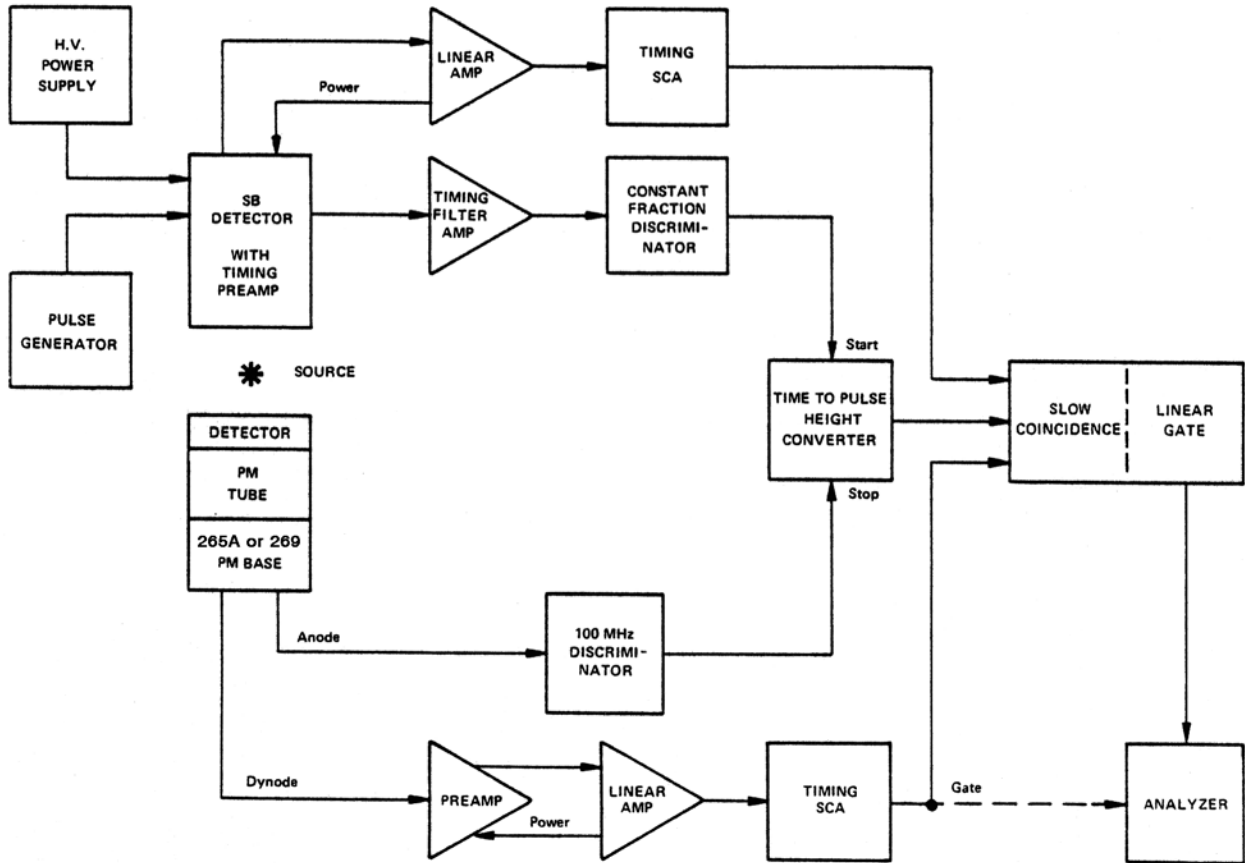 H.V.
POWER
SUPPLY
LINEAR
AMP
TIMING
SCA
Power
SB
DETECTOR
WITH
TIMING
PREAMP
TIMING
FILTER
AMP
CONSTANT
FRACTION
DISCRIMI-
NATOR
PULSE
GENERATOR
SOURCE
Start
TIME TO PULSE
HEIGHT
CONVERTER
SLOW
COINCIDENCE
LINEAR
GATE
DETECTOR
PM
TUBE
Stop
265A or 269
PM BASE
Anode
100 MHz
DISCRIMI-
NATOR
Dynode
PREAMP
LINEAR
AMP
Power
TIMING
SCA
Gate
ANALYZER